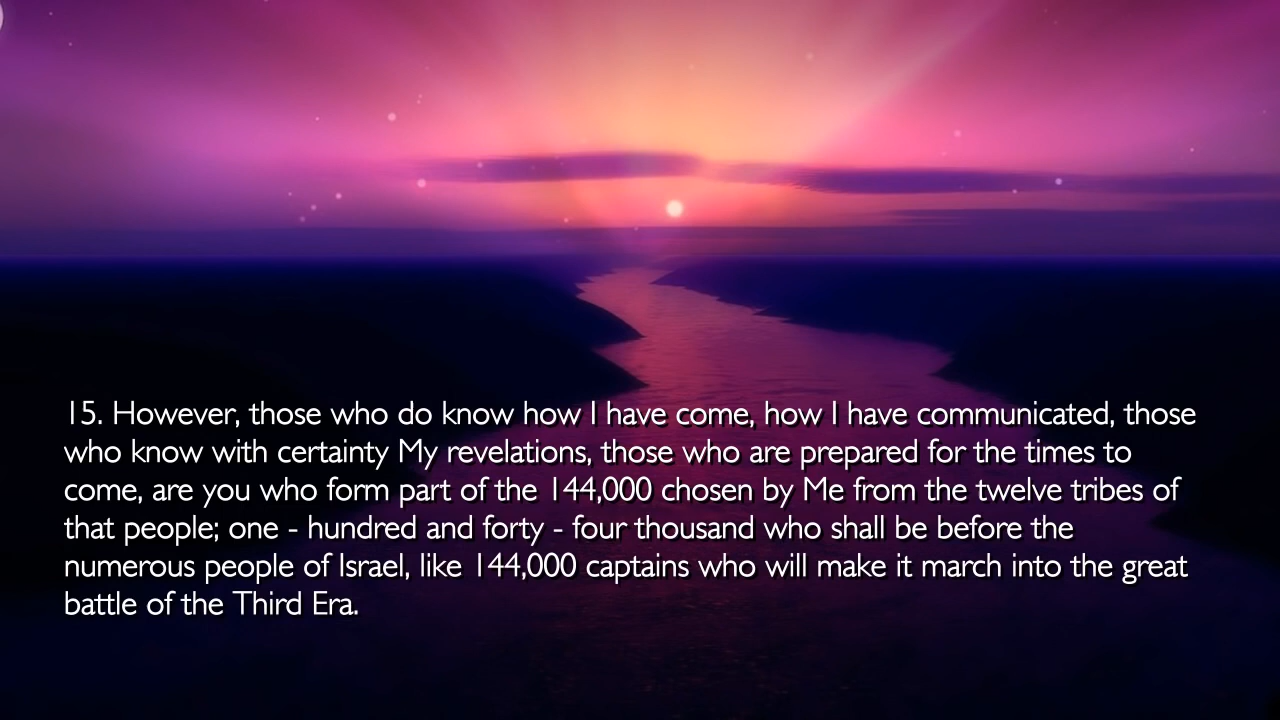 15. However, those who do know how I have come, how I have communicated, those
who know with certainty My revelations, those who are prepared for the times to
come, are you who form part of the 144,000 chosen by Me from the twelve tribes of
that people; one - hundred and forty - four thousand who shall be before the
numerous people of Israel, like 144,000 captains who will make it march into the great
battle of the Third Era.